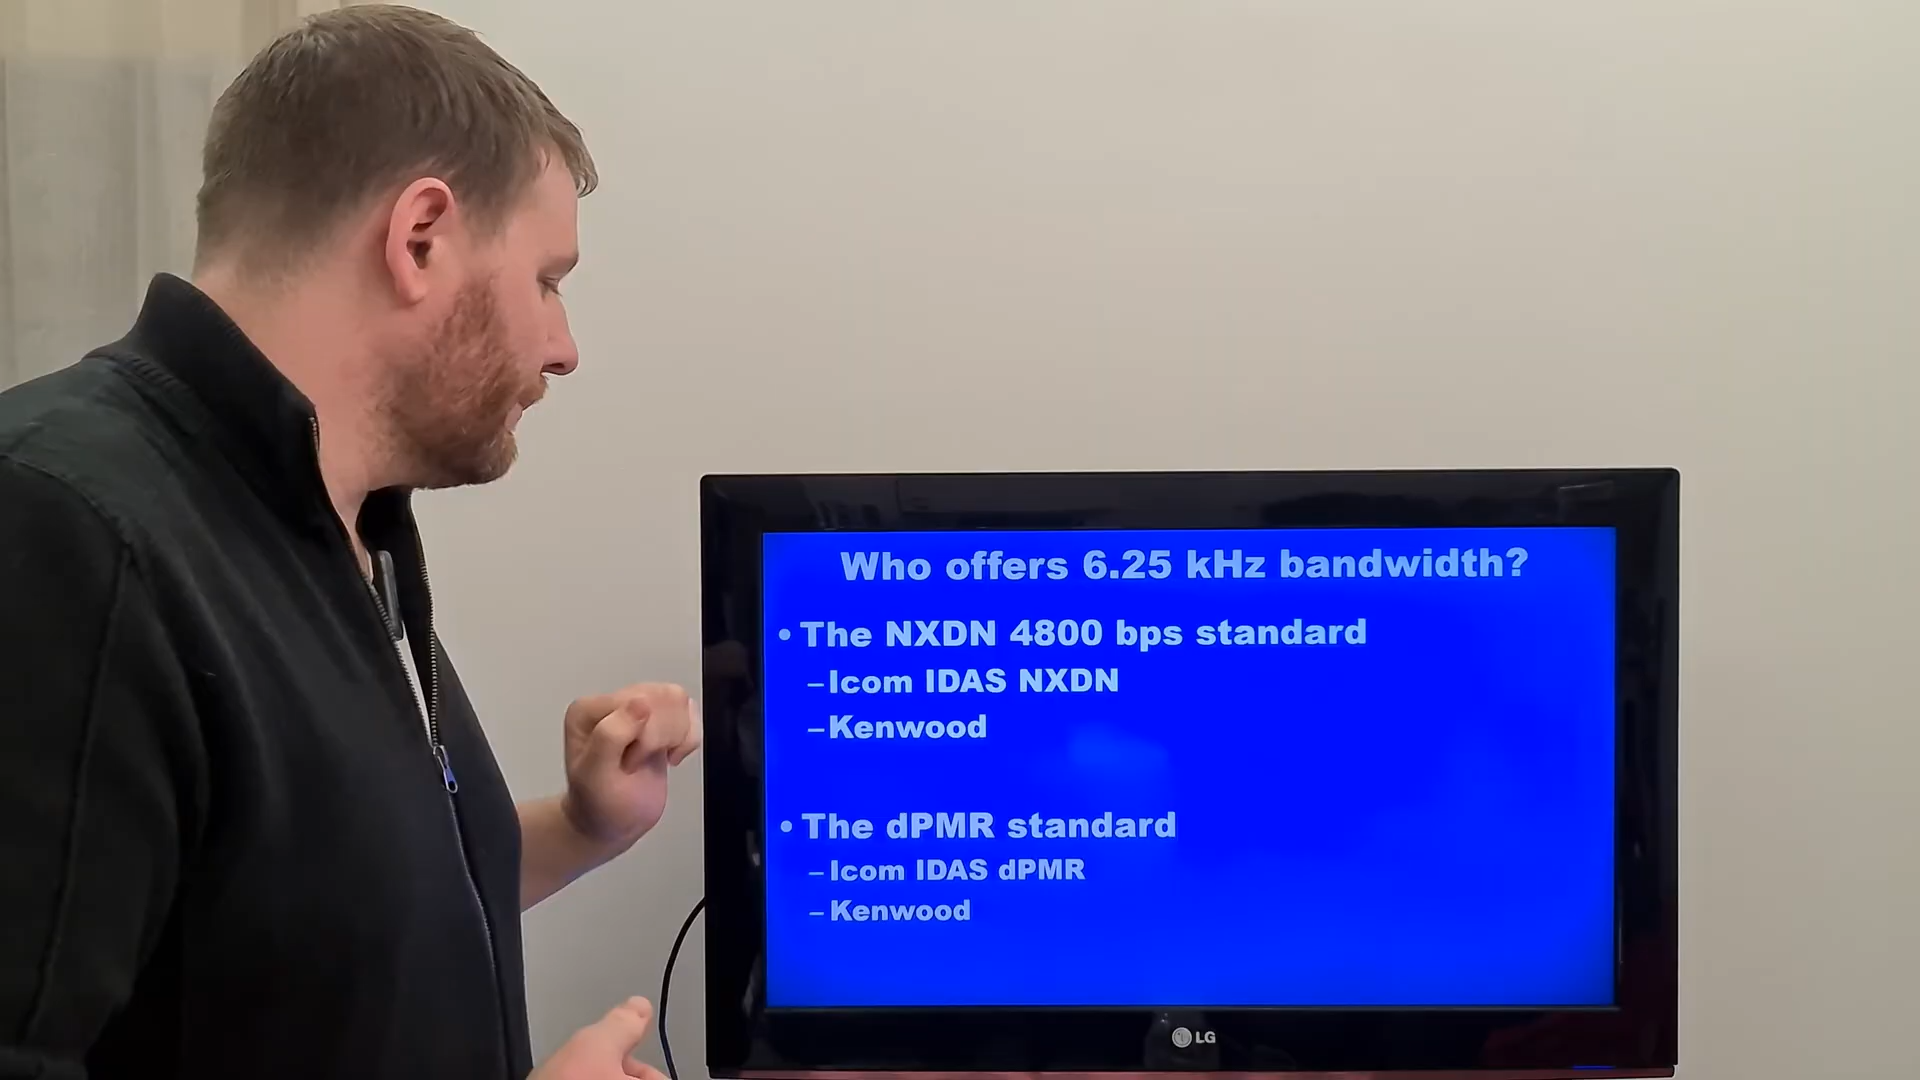 Who offers 6.25 kHz bandwidth?
• The NXDN 4800 bps standard
–Icom IDAS NXDN
–Kenwood
• The dPMR standard
–Icom IDAS dPMR
–Kenwood
LG